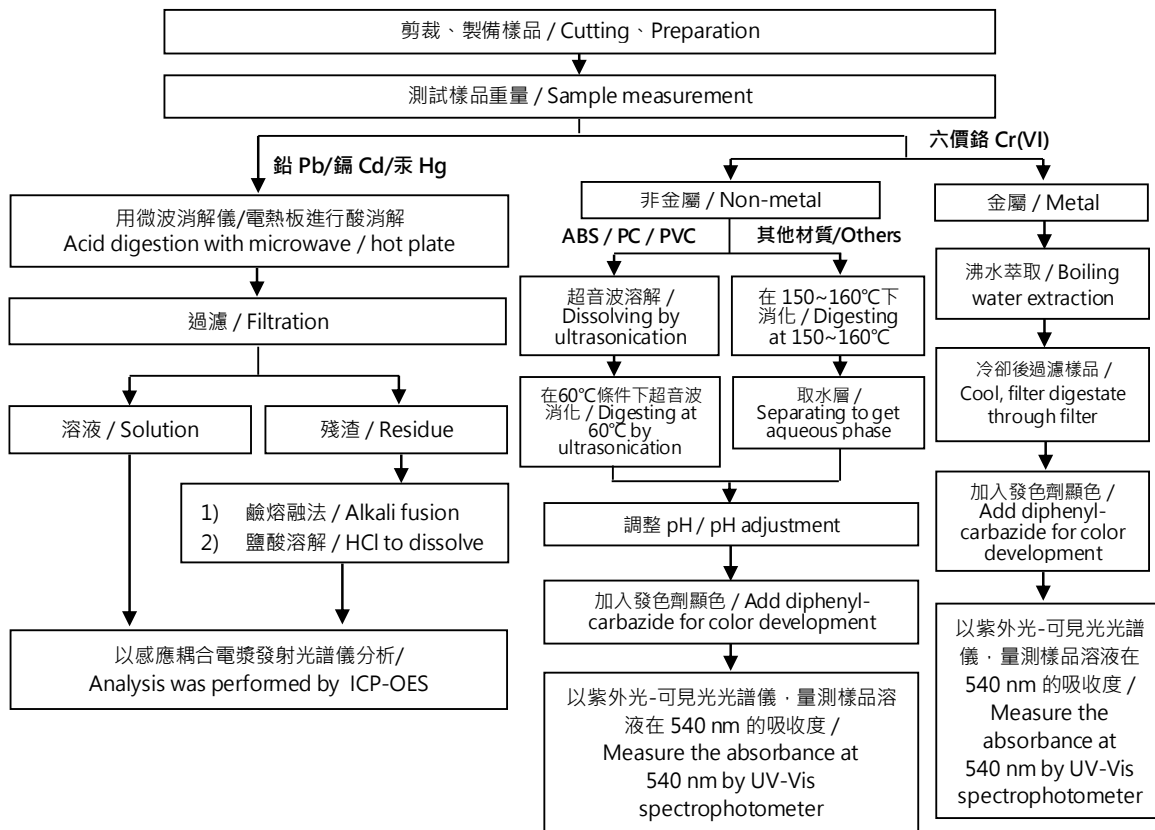 剪裁、製備樣品 / Cutting、Preparation
測試樣品重量 / Sample measurement
鉛 Pb/鎘 Cd/汞 Hg
用微波消解儀/電熱板進行酸消解
Acid digestion with microwave / hot plate
過濾 / Filtration
溶液 / Solution
殘渣 / Residue
1) 鹼熔融法 / Alkali fusion
2) 鹽酸溶解 / HCl to dissolve
以感應耦合電漿發射光譜儀分析/
Analysis was performed by ICP-OES
六價鉻 Cr(VI)
非金屬 / Non-metal
ABS / PC / PVC
超音波溶解 /
Dissolving by
ultrasonication
在60℃條件下超音波
消化 / Digesting at
60℃ by
ultrasonication
其他材質/Others
在 150~160℃下
消化 / Digesting
at 150~160℃
取水層 /
Separating to get
aqueous phase
調整 pH / pH adjustment
加入發色劑顯色 / Add diphenyl-
carbazide for color development
以紫外光-可見光光譜儀，量測樣品溶
液在 540 nm 的吸收度 /
Measure the absorbance at
540 nm by UV-Vis
spectrophotometer
金屬 / Metal
沸水萃取 / Boiling
water extraction
冷卻後過濾樣品 /
Cool, filter digestate
through filter
加入發色劑顯色 /
Add diphenyl-
carbazide for color
development
以紫外光-可見光光譜
儀，量測樣品溶液在
540 nm 的吸收度 /
Measure the
absorbance at
540 nm by UV-Vis
spectrophotometer